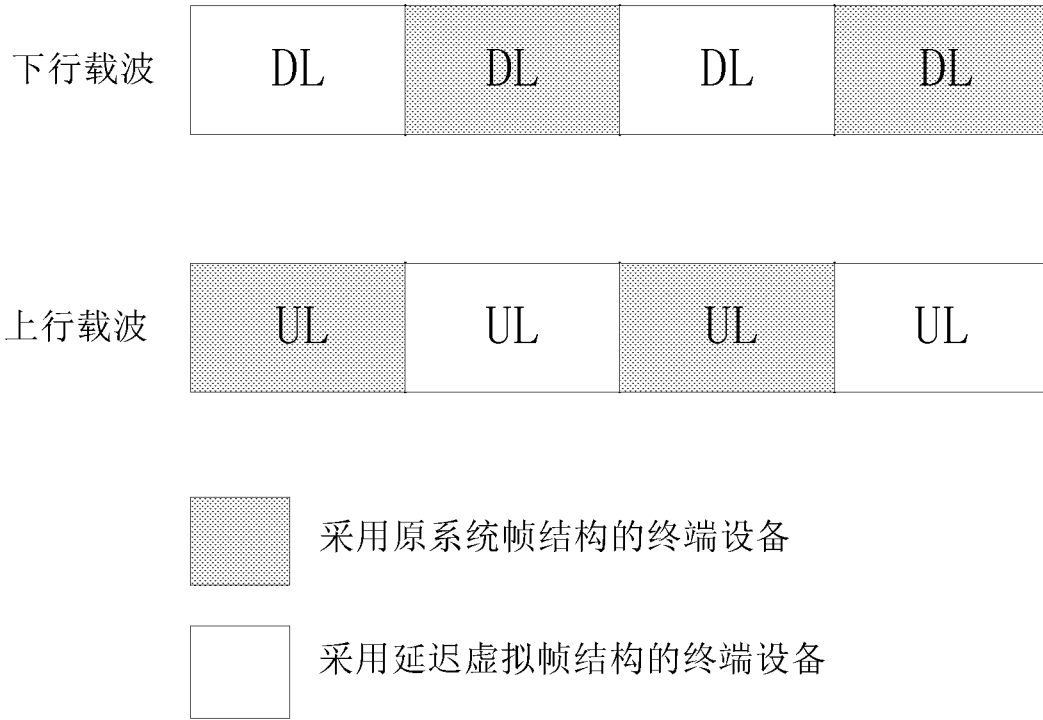 下行载波 DL DL DL DL
上行载波 UL UL UL UL
采用原系统帧结构的终端设备
采用延迟虚拟帧结构的终端设备